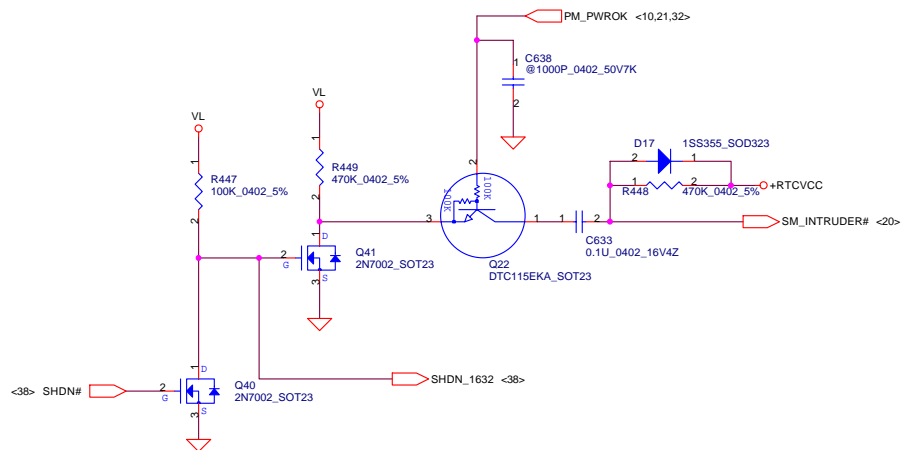 PM_PWROK <10,21,32>
1
C638
@1000P_0402_50V7K
2
VL
VL
1
1
R449
470K_0402_5%
2
R447
100K_0402_5%
2
2
100K
100K
3
1
1
2
C633
0.1U_0402_16V4Z
Q22
DTC115EKA_SOT23
D17
1SS355_SOD323
2
1
R448
470K_0402_5%
+RTCVCC
SM_INTRUDER# <20>
1
D
2
G
S
3
Q41
2N7002_SOT23
SHDN_1632 <38>
<38> SHDN#
1
D
2
G
S
3
Q40
2N7002_SOT23